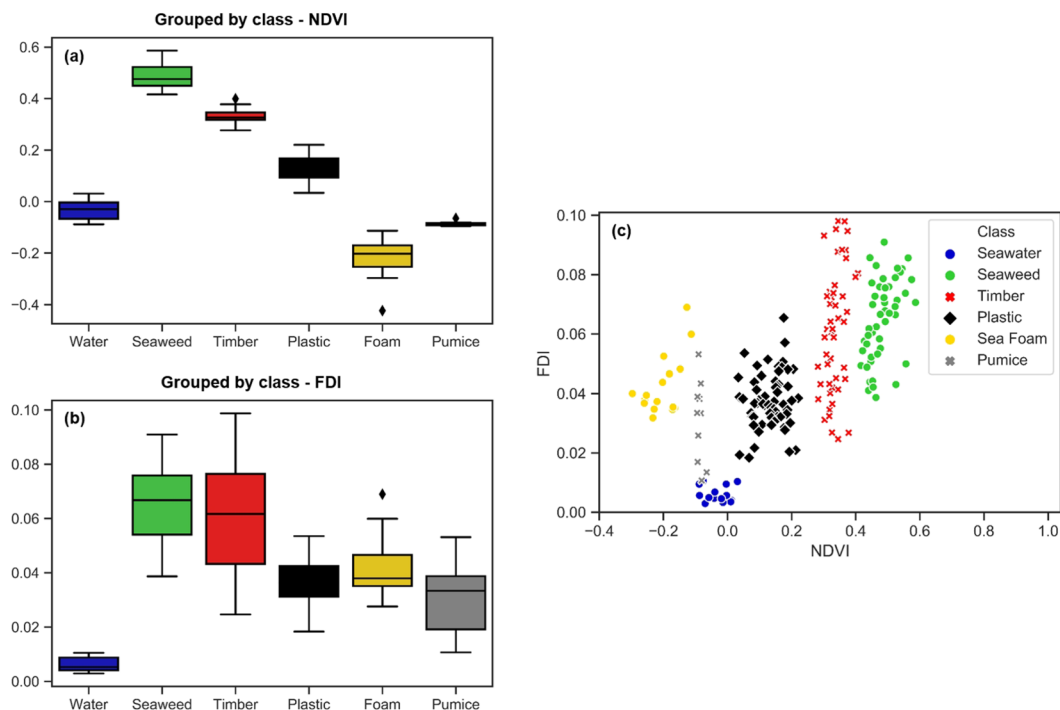 Grouped by class - NDVI
(a)
0.6
0.4
0.2
0.0
−0.2
−0.4
Water Seaweed Timber Plastic Foam Pumice
Grouped by class - FDI
(b)
0.10
0.08
0.06
0.04
0.02
0.00
Water Seaweed Timber Plastic Foam Pumice
(c)
0.10
0.08
0.06
0.04
0.02
0.00
FDI
−0.4 −0.2 0.0 0.2 0.4 0.6 0.8 1.0
NDVI
Class
Seawater
Seaweed
Timber
Plastic
Sea Foam
Pumice